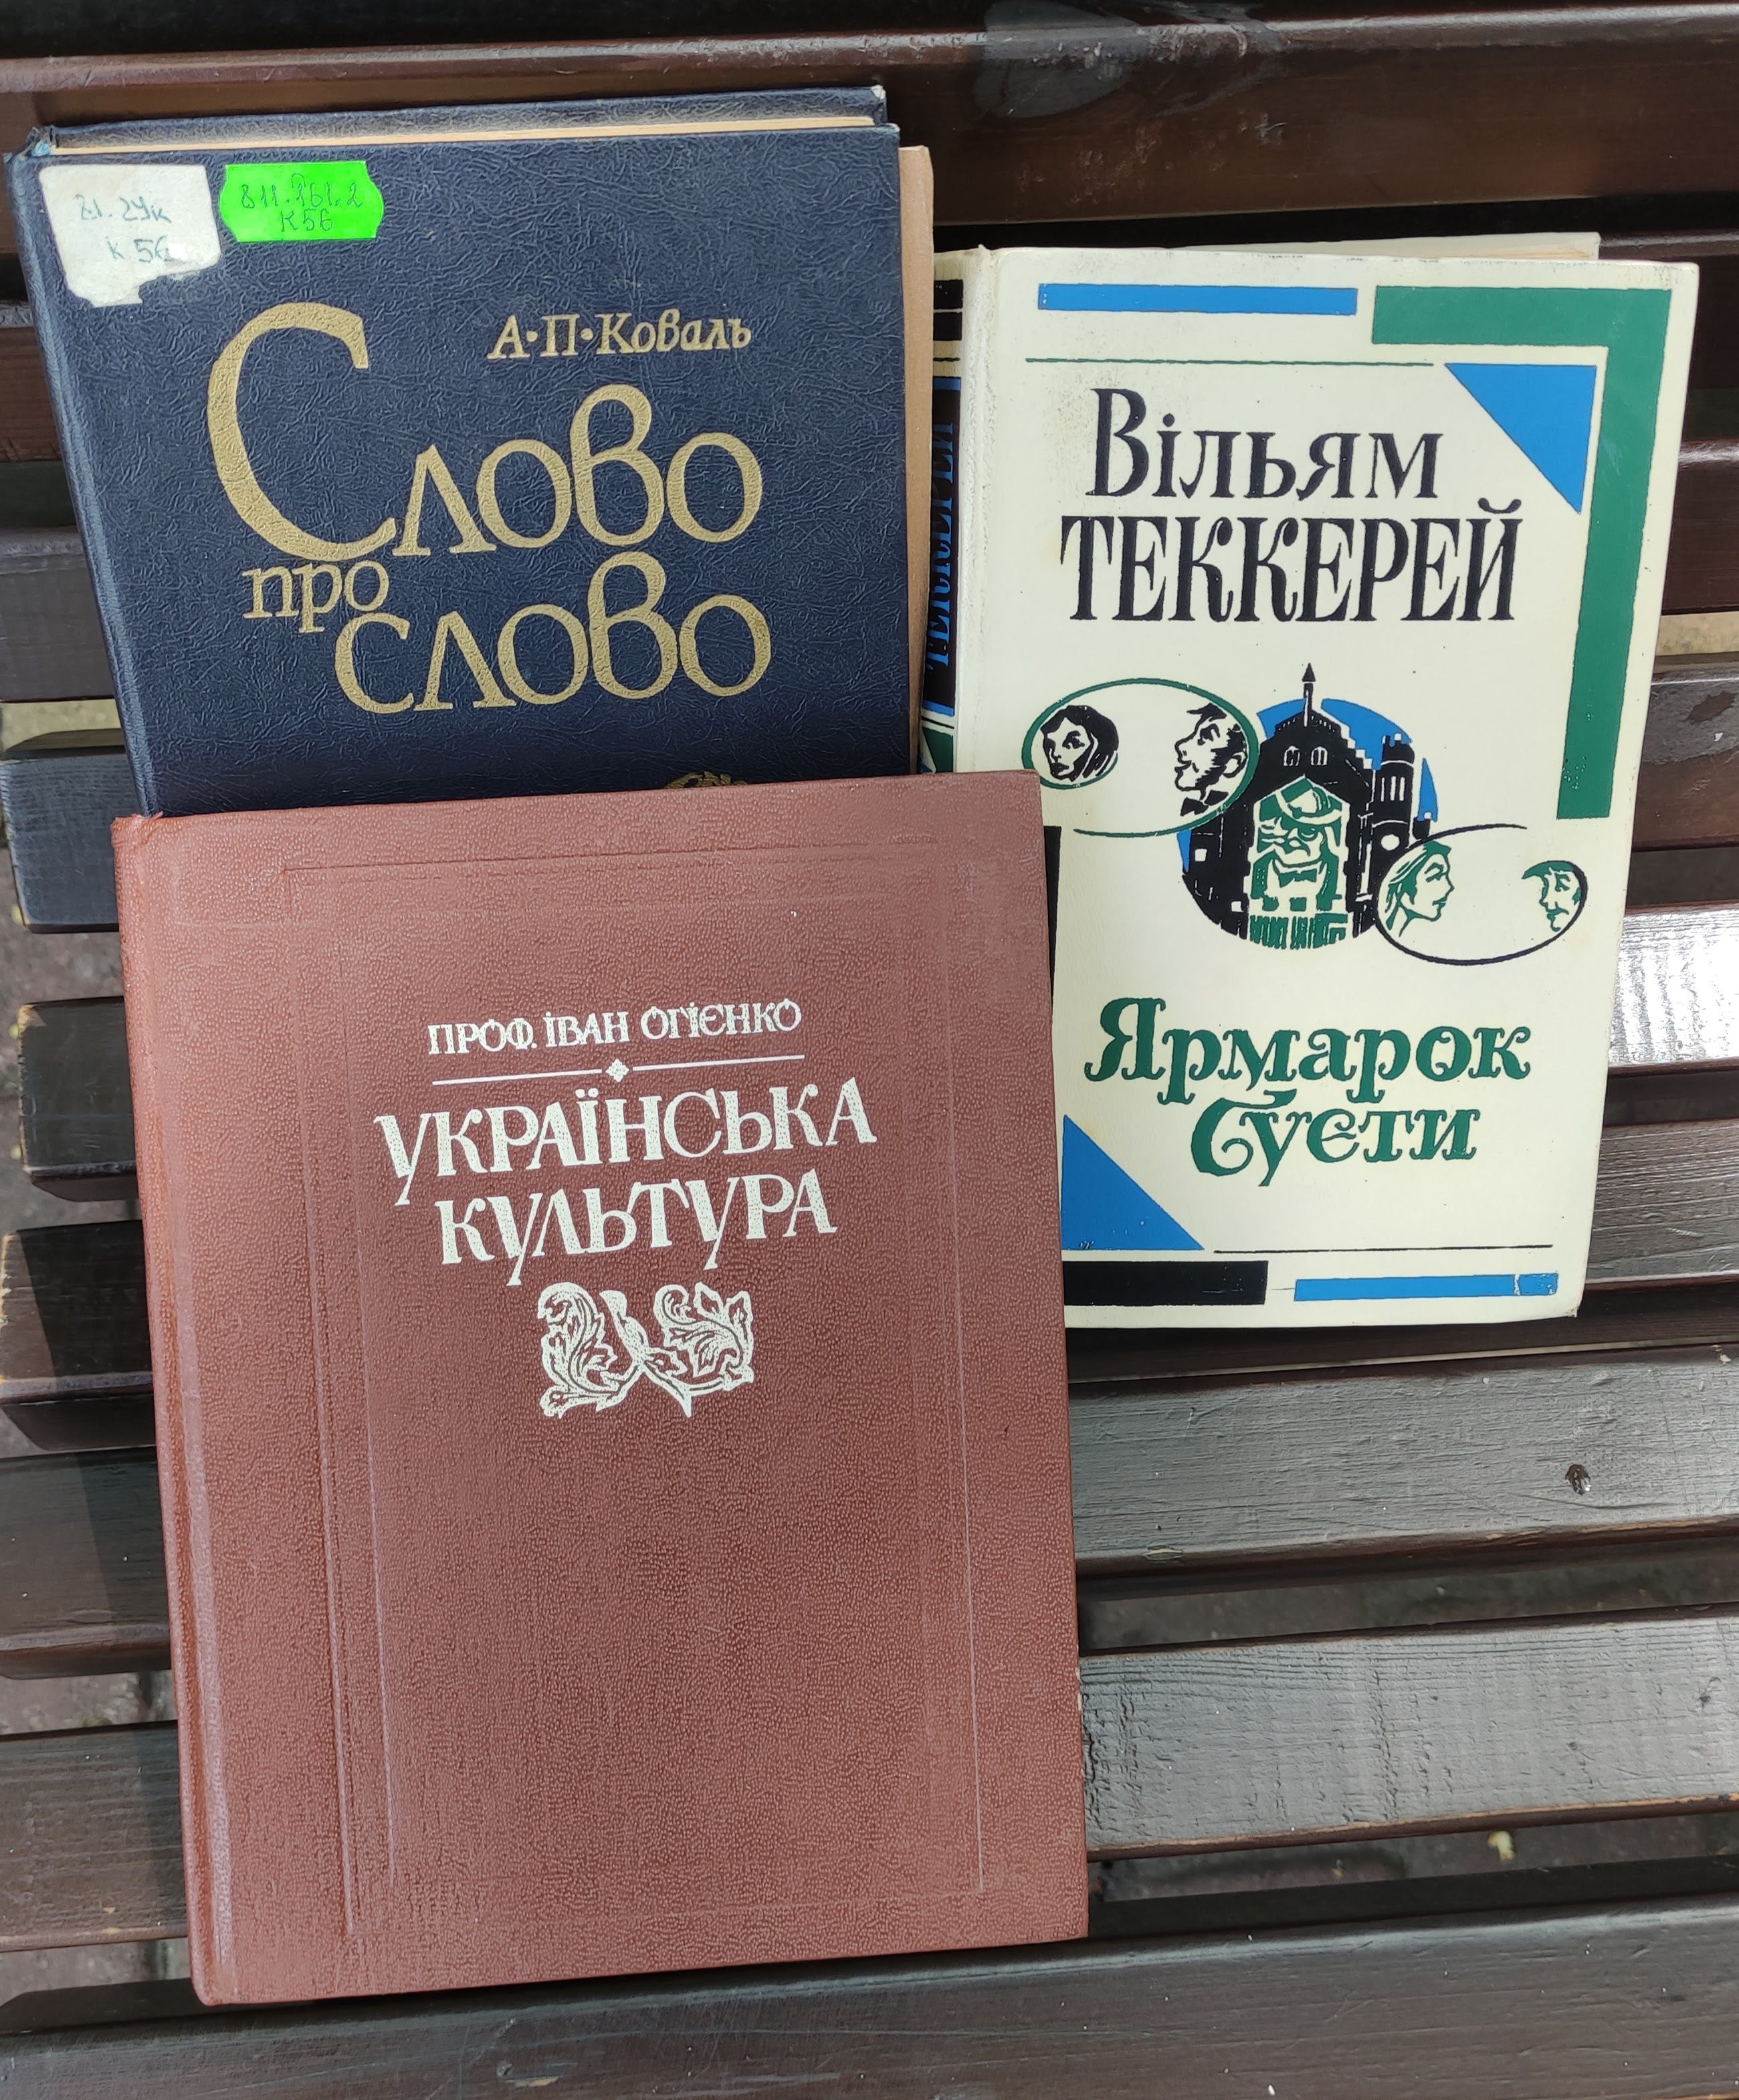 81.2Ук
К 56
811.161.2
К56
А•П•Коваль
Слово
про
слово
Вільям
ТЕККЕРЕЙ
Ярмарок
Суєти
ТЕККЕРЕЙ
ПРОФ. ІВАН ОГІЄНКО
УКРАЇНСЬКА
КУЛЬТУРА